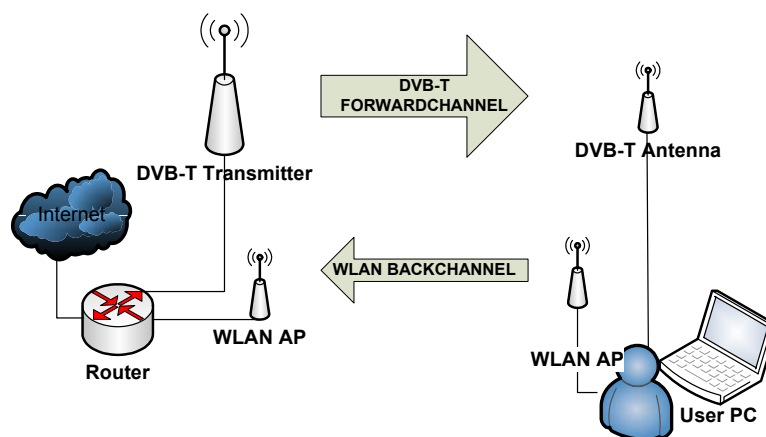 DVB-T
FORWARDCHANNEL
DVB-T Transmitter
DVB-T Antenna
Internet
WLAN BACKCHANNEL
WLAN AP
Router
WLAN AP
User PC